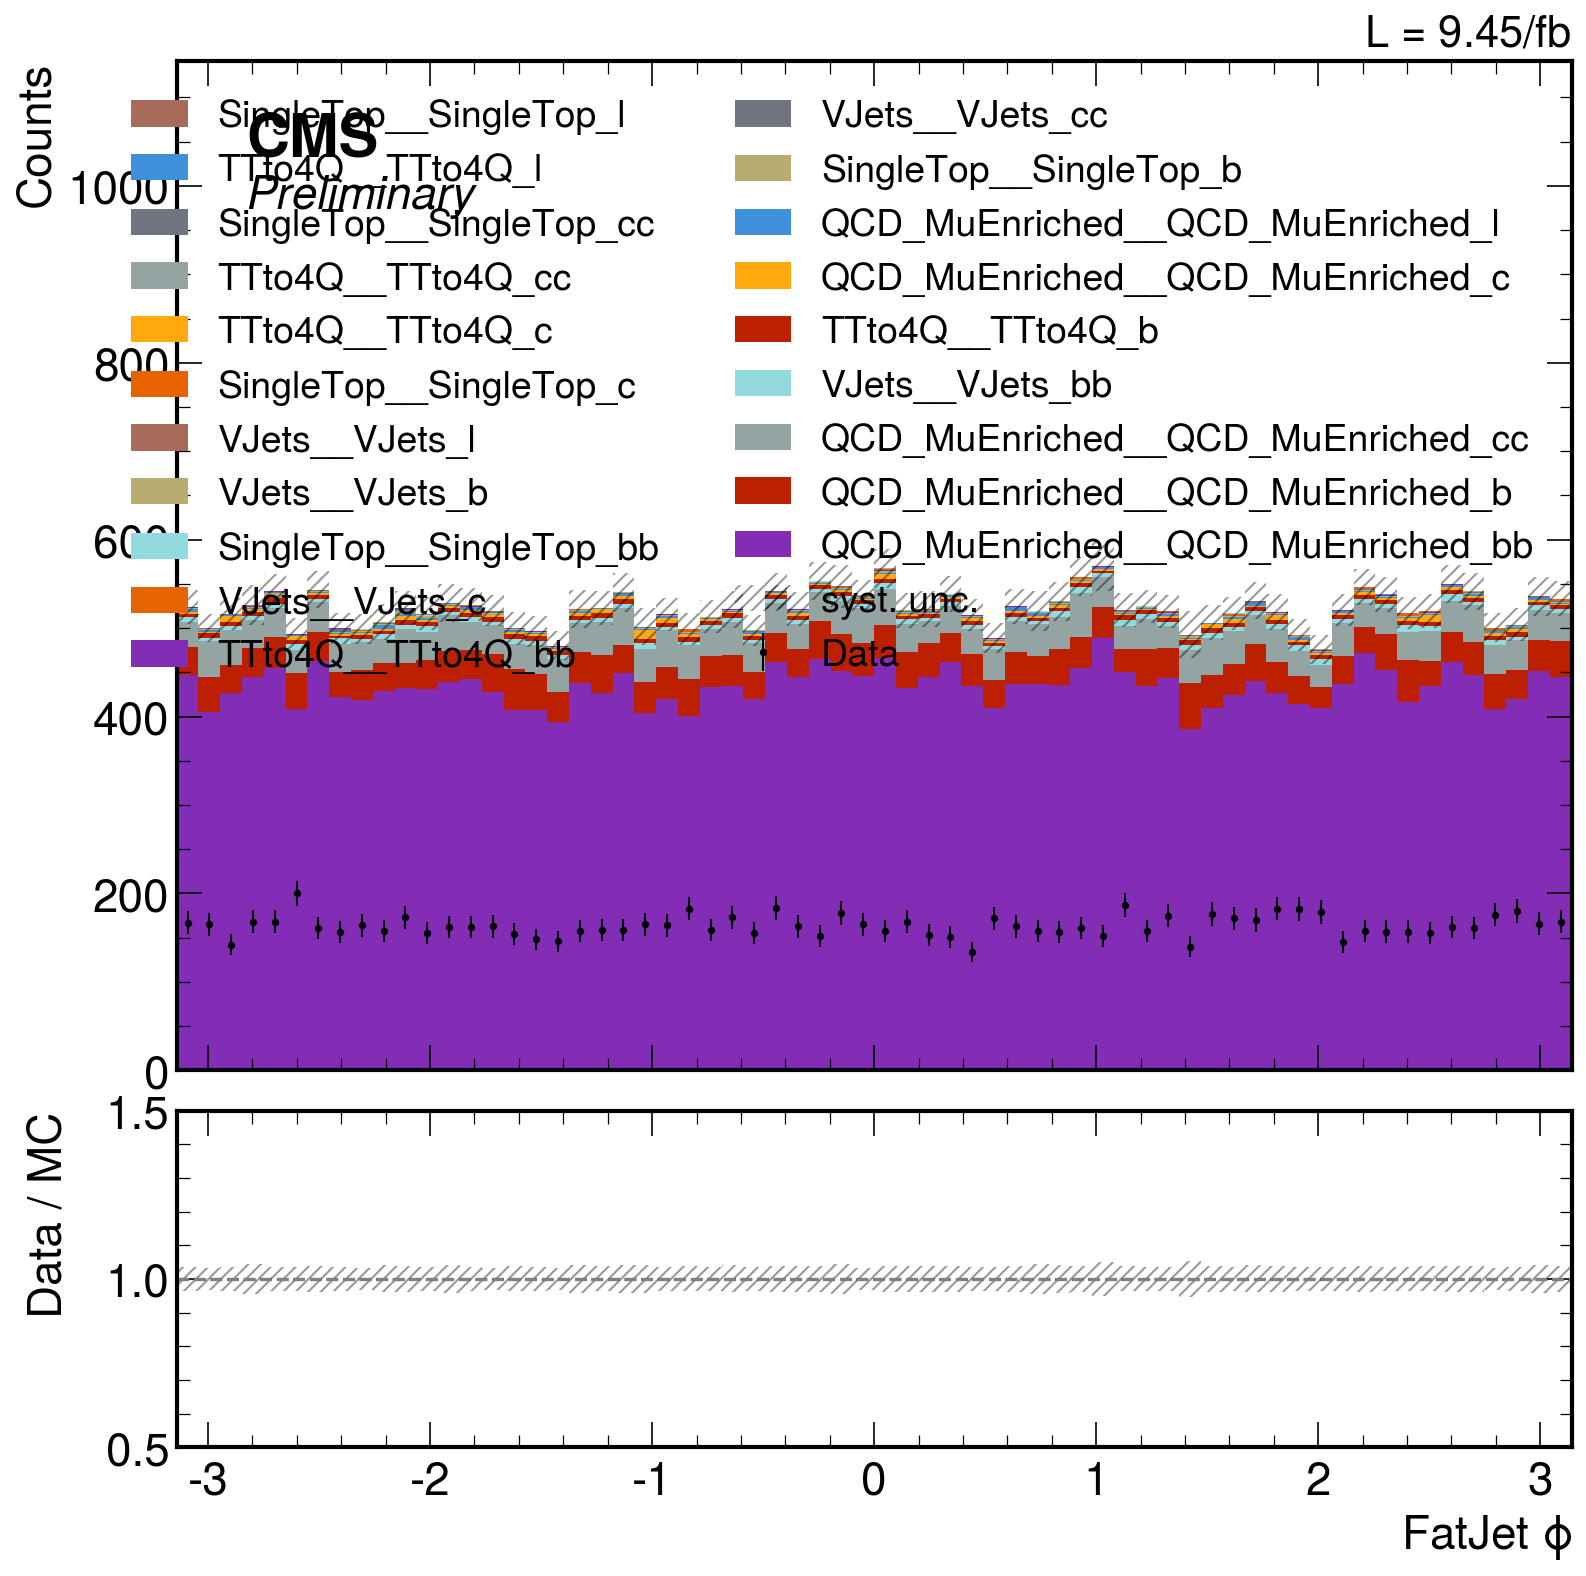 L = 9.45/fb
Counts
CMS
Preliminary
SingleTop__SingleTop_l
TTto4Q__TTto4Q_l
SingleTop__SingleTop_cc
TTto4Q__TTto4Q_cc
TTto4Q__TTto4Q_c
SingleTop__SingleTop_c
VJets__VJets_l
VJets__VJets_b
SingleTop__SingleTop_bb
VJets__VJets_c
TTto4Q__TTto4Q_bb
VJets__VJets_cc
SingleTop__SingleTop_b
QCD_MuEnriched__QCD_MuEnriched_l
QCD_MuEnriched__QCD_MuEnriched_c
TTto4Q__TTto4Q_b
VJets__VJets_bb
QCD_MuEnriched__QCD_MuEnriched_cc
QCD_MuEnriched__QCD_MuEnriched_b
QCD_MuEnriched__QCD_MuEnriched_bb
syst. unc.
Data
1000
800
600
400
200
0
Data / MC
1.5
1.0
0.5
-3 -2 -1 0 1 2 3
FatJet ϕ